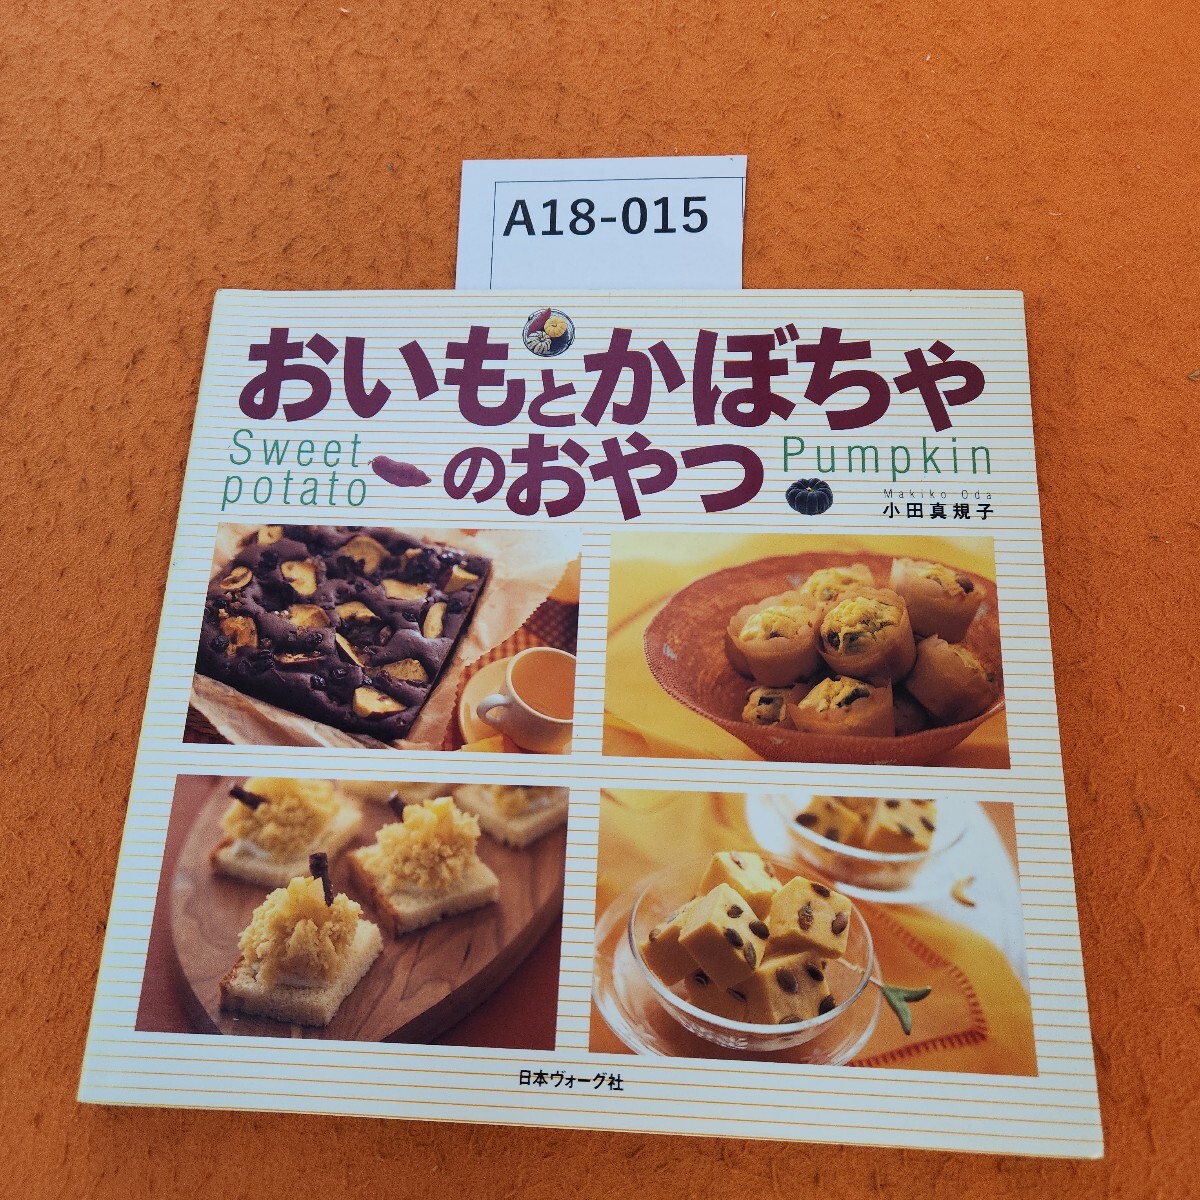 A18-015
おいもとかぼちゃ
のおやつ
Sweet
potato
Pumpkin
Makiko Oda
小田真規子
日本ヴォーグ社